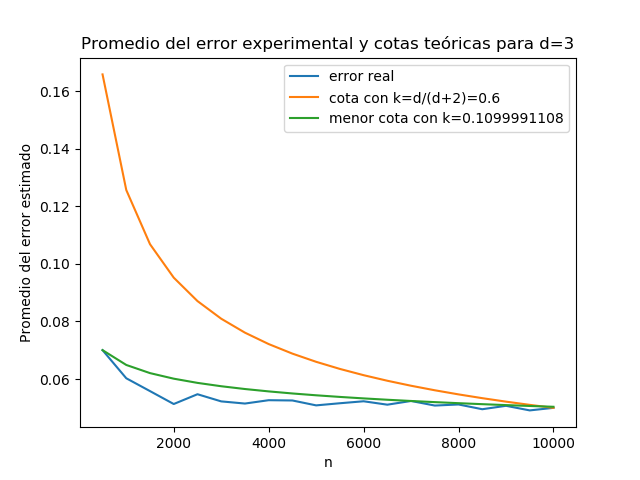 Promedio del error experimental y cotas teóricas para d=3
error real
cota con k=d/(d+2)=0.6
menor cota con k=0.1099991108
Promedio del error estimado
0.16
0.14
0.12
0.10
0.08
0.06
2000
4000
6000
8000
10000
n